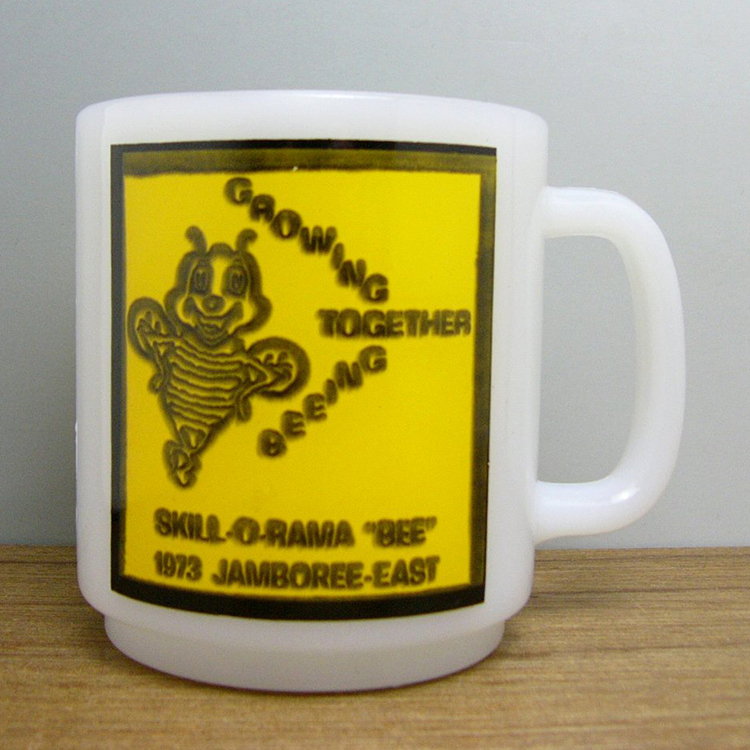 GROWING
TOGETHER
BEEING
SKILL-O-RAMA "BEE"
1973 JAMBOREE-EAST